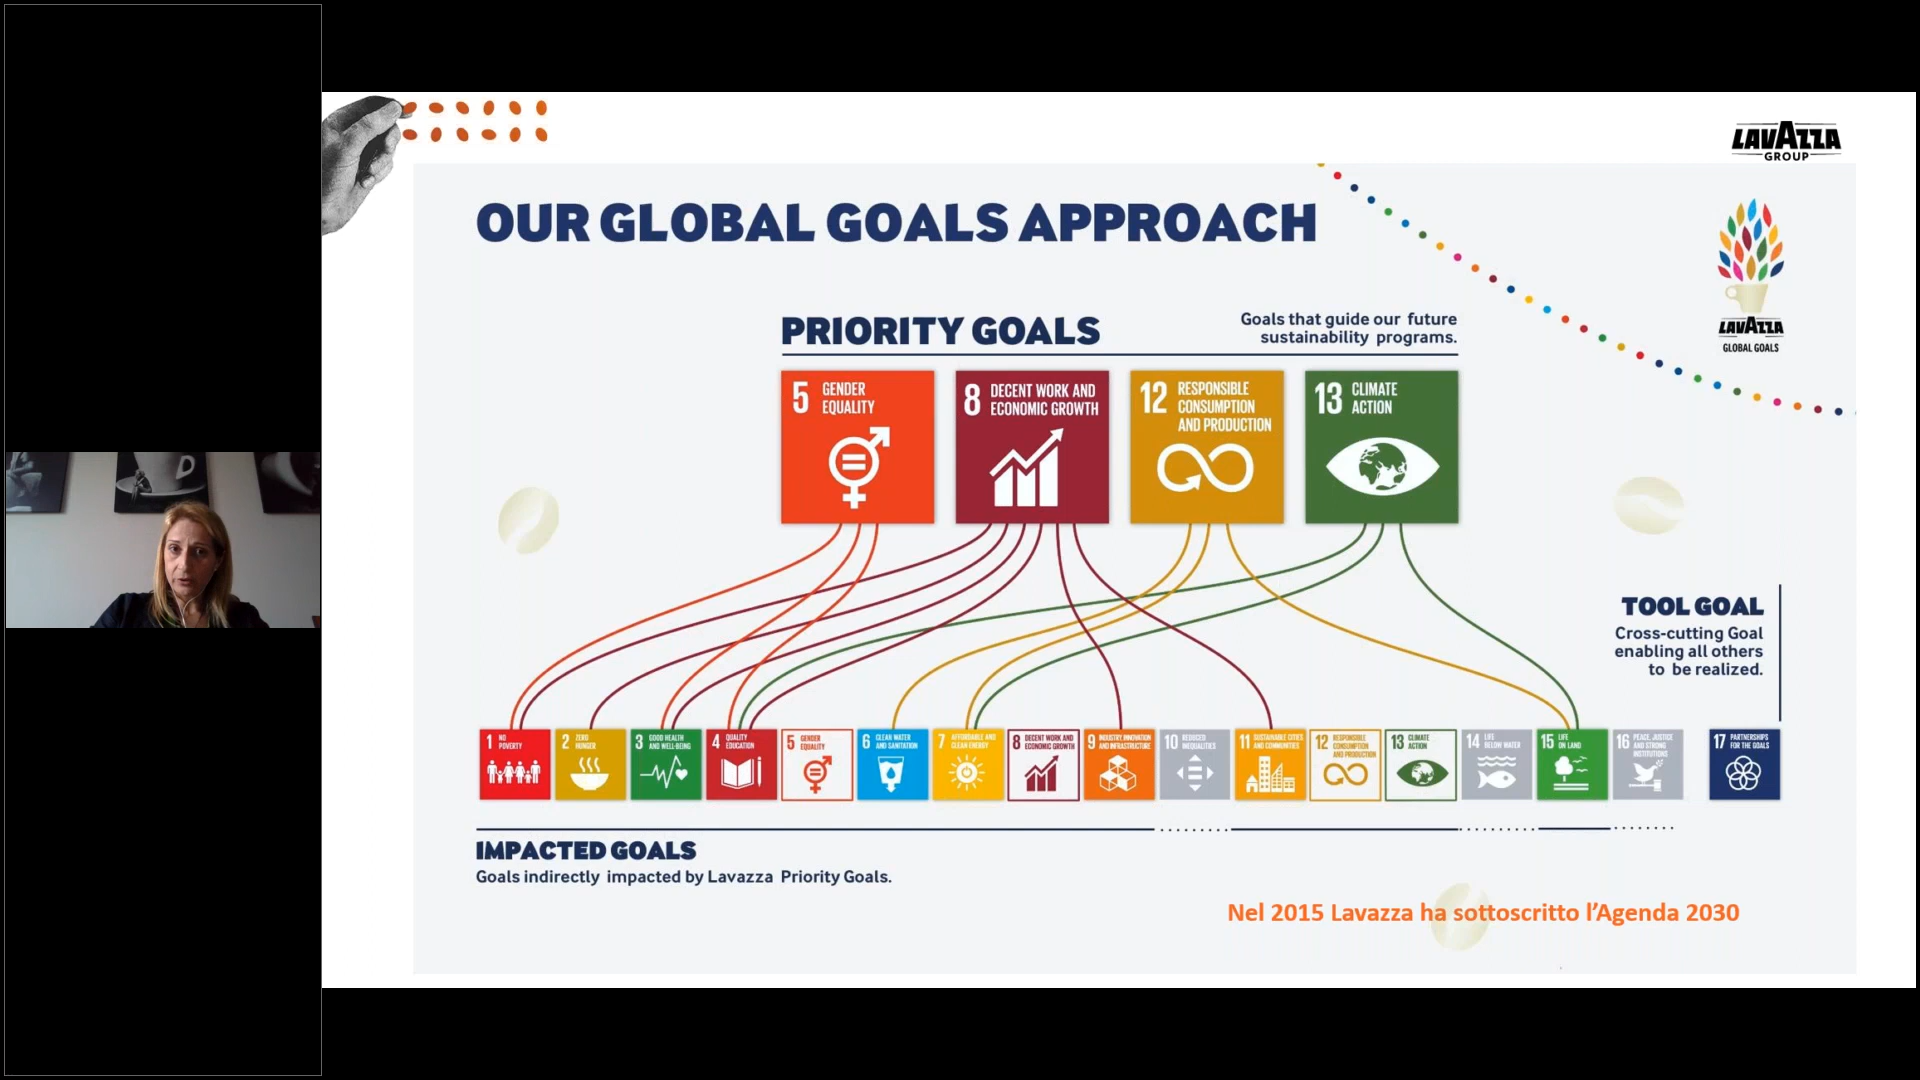 LAVAZZA
GROUP
OUR GLOBAL GOALS APPROACH
LAVAZZA
GLOBAL GOALS
PRIORITY GOALS
Goals that guide our future
sustainability programs.
5 GENDER
EQUALITY
8 DECENT WORK AND
ECONOMIC GROWTH
12 RESPONSIBLE
CONSUMPTION
AND PRODUCTION
13 CLIMATE
ACTION
TOOL GOAL
Cross-cutting Goal
enabling all others
to be realized.
1 NO
POVERTY
2 ZERO
HUNGER
3 GOOD HEALTH
AND WELL-BEING
4 QUALITY
EDUCATION
5 GENDER
EQUALITY
6 CLEAN WATER
AND SANITATION
7 AFFORDABLE AND
CLEAN ENERGY
8 DECENT WORK AND
ECONOMIC GROWTH
9 INDUSTRY, INNOVATION
AND INFRASTRUCTURE
10 REDUCED
INEQUALITIES
11 SUSTAINABLE CITIES
AND COMMUNITIES
12 RESPONSIBLE
CONSUMPTION
AND PRODUCTION
13 CLIMATE
ACTION
14 LIFE
BELOW WATER
15 LIFE
ON LAND
16 PEACE, JUSTICE
AND STRONG
INSTITUTIONS
17 PARTNERSHIPS
FOR THE GOALS
IMPACTED GOALS
Goals indirectly impacted by Lavazza Priority Goals.
Nel 2015 Lavazza ha sottoscritto l’Agenda 2030